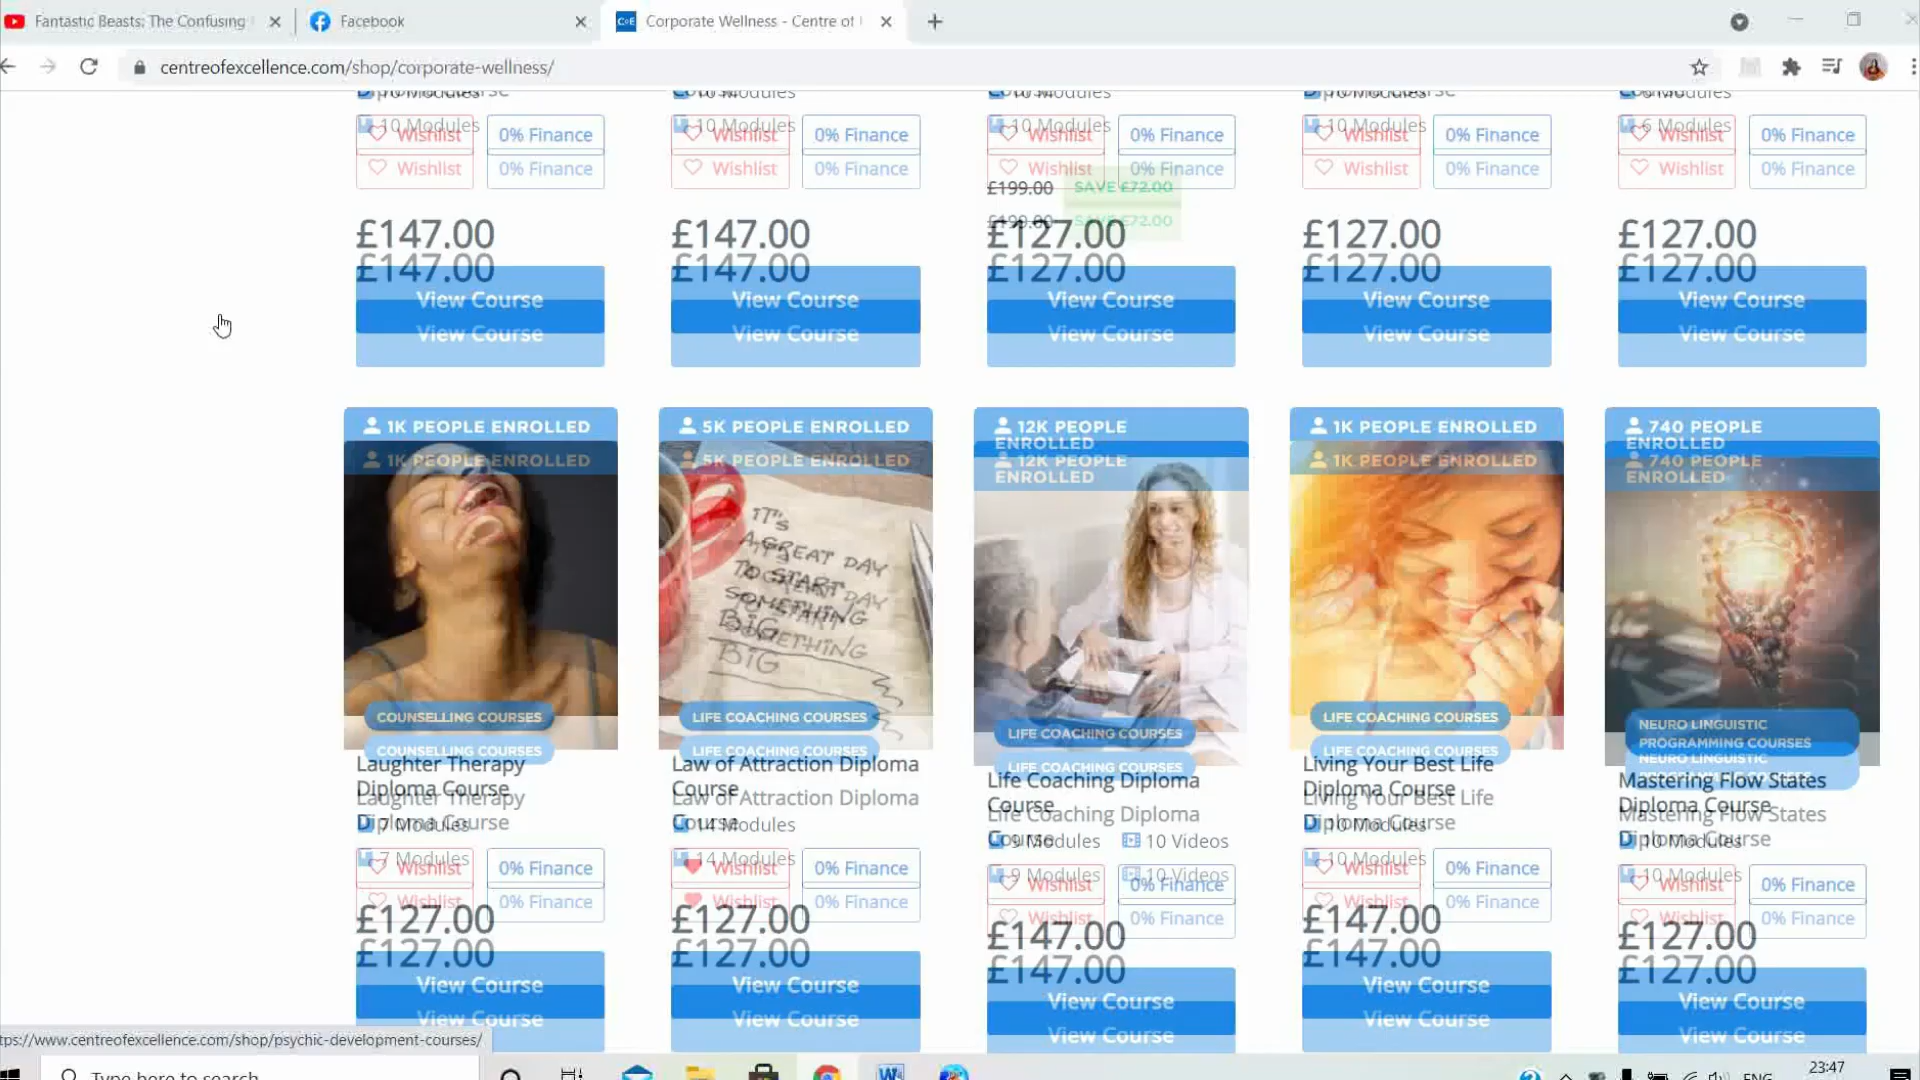 Fantastic Beasts: The Confusing
Facebook
Corporate Wellness - Centre of
centreofexcellence.com/shop/corporate-wellness/
10 Modules
10 Modules
10 Modules
10 Modules
6 Modules
Wishlist 0% Finance
Wishlist 0% Finance
Wishlist 0% Finance
Wishlist 0% Finance
Wishlist 0% Finance
£199.00 SAVE £72.00
£147.00
£147.00
£127.00
£127.00
£127.00
View Course
View Course
View Course
View Course
View Course
1K PEOPLE ENROLLED
IT'S
A GREAT DAY
TO START
SOMETHING
BIG
COUNSELLING COURSES
Laughter Therapy
Diploma Course
7 Modules
Wishlist 0% Finance
£127.00
View Course
5K PEOPLE ENROLLED
LIFE COACHING COURSES
Law of Attraction Diploma
Course
14 Modules
Wishlist 0% Finance
£127.00
View Course
12K PEOPLE
ENROLLED
LIFE COACHING COURSES
Life Coaching Diploma
Course
9 Modules 10 Videos
Wishlist 0% Finance
£147.00
View Course
1K PEOPLE ENROLLED
LIFE COACHING COURSES
Living Your Best Life
Diploma Course
10 Modules
Wishlist 0% Finance
£147.00
View Course
740 PEOPLE
ENROLLED
NEURO LINGUISTIC
PROGRAMMING COURSES
Mastering Flow States
Diploma Course
10 Modules
Wishlist 0% Finance
£127.00
View Course
tps://www.centreofexcellence.com/shop/psychic-development-courses/
Type here to search
ENG
23:47